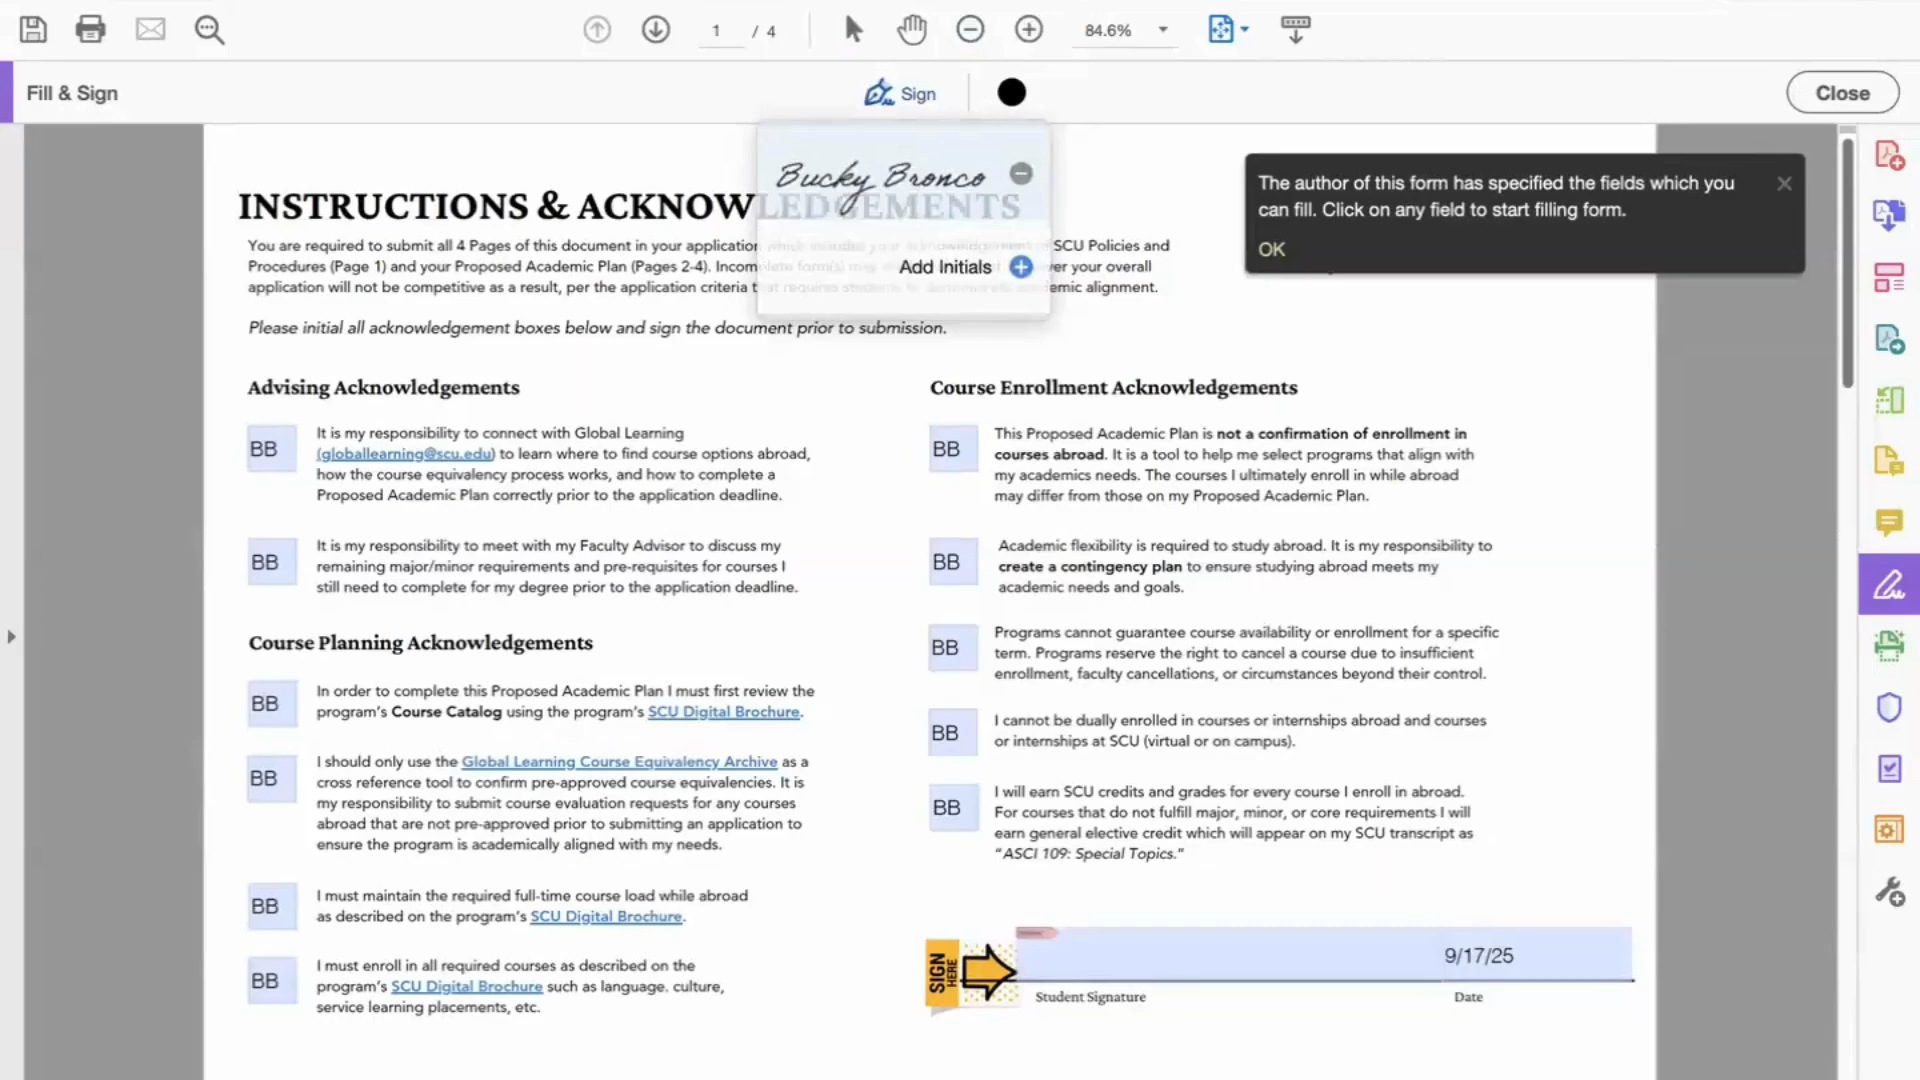 1 / 4
84.6%
Fill & Sign
Sign
Close
Bucky Bronco
Add Initials
The author of this form has specified the fields which you
can fill. Click on any field to start filling form.
OK
INSTRUCTIONS & ACKNOWLEDGEMENTS
You are required to submit all 4 Pages of this document in your application which includes your acknowledgement of SCU Policies and
Procedures (Page 1) and your Proposed Academic Plan (Pages 2-4). Incomplete form(s) may ver your overall
application will not be competitive as a result, per the application criteria that requires students to demonstrate academic alignment.
Please initial all acknowledgement boxes below and sign the document prior to submission.
Advising Acknowledgements
BB
It is my responsibility to connect with Global Learning
(globallearning@scu.edu) to learn where to find course options abroad,
how the course equivalency process works, and how to complete a
Proposed Academic Plan correctly prior to the application deadline.
BB
It is my responsibility to meet with my Faculty Advisor to discuss my
remaining major/minor requirements and pre-requisites for courses I
still need to complete for my degree prior to the application deadline.
Course Planning Acknowledgements
BB
In order to complete this Proposed Academic Plan I must first review the
program's Course Catalog using the program's SCU Digital Brochure.
BB
I should only use the Global Learning Course Equivalency Archive as a
cross reference tool to confirm pre-approved course equivalencies. It is
my responsibility to submit course evaluation requests for any courses
abroad that are not pre-approved prior to submitting an application to
ensure the program is academically aligned with my needs.
BB
I must maintain the required full-time course load while abroad
as described on the program's SCU Digital Brochure.
BB
I must enroll in all required courses as described on the
program's SCU Digital Brochure such as language. culture,
service learning placements, etc.
Course Enrollment Acknowledgements
BB
This Proposed Academic Plan is not a confirmation of enrollment in
courses abroad. It is a tool to help me select programs that align with
my academics needs. The courses I ultimately enroll in while abroad
may differ from those on my Proposed Academic Plan.
BB
Academic flexibility is required to study abroad. It is my responsibility to
create a contingency plan to ensure studying abroad meets my
academic needs and goals.
BB
Programs cannot guarantee course availability or enrollment for a specific
term. Programs reserve the right to cancel a course due to insufficient
enrollment, faculty cancellations, or circumstances beyond their control.
BB
I cannot be dually enrolled in courses or internships abroad and courses
or internships at SCU (virtual or on campus).
BB
I will earn SCU credits and grades for every course I enroll in abroad.
For courses that do not fulfill major, minor, or core requirements I will
earn general elective credit which will appear on my SCU transcript as
"ASCI 109: Special Topics."
SIGN
HERE
9/17/25
Student Signature
Date